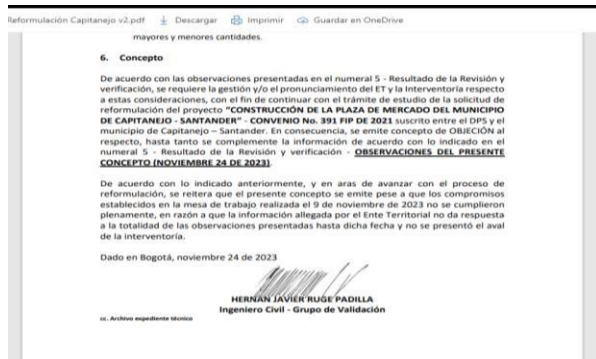 Reformulación Capitanejo v2.pdf Descargar Imprimir Guardar en OneDrive
mayores y menores cantidades.
6. Concepto
De acuerdo con las observaciones presentadas en el numeral 5 - Resultado de la Revisión y
verificación, se requiere la gestión y/o el pronunciamiento del ET y la Interventoría respecto
a estas consideraciones, con el fin de continuar con el trámite de estudio de la solicitud de
reformulación del proyecto "CONSTRUCCIÓN DE LA PLAZA DE MERCADO DEL MUNICIPIO
DE CAPITANEJO - SANTANDER" - CONVENIO No. 391 FIP DE 2021 suscrito entre el DPS y el
municipio de Capitanejo – Santander. En consecuencia, se emite concepto de OBJECIÓN al
respecto, hasta tanto se complemente la información de acuerdo con lo indicado en el
numeral 5 - Resultado de la Revisión y verificación - OBSERVACIONES DEL PRESENTE
CONCEPTO (NOVIEMBRE 24 DE 2023).
De acuerdo con lo indicado anteriormente, y en aras de avanzar con el proceso de
reformulación, se reitera que el presente concepto se emite pese a que los compromisos
establecidos en la mesa de trabajo realizada el 9 de noviembre de 2023 no se cumplieron
plenamente, en razón a que la información allegada por el Ente Territorial no da respuesta
a la totalidad de las observaciones presentadas hasta dicha fecha y no se presentó el aval
de la interventoría.
Dado en Bogotá, noviembre 24 de 2023
HERNAN JAVIER RUGE PADILLA
Ingeniero Civil - Grupo de Validación
cc. Archivo expediente técnico